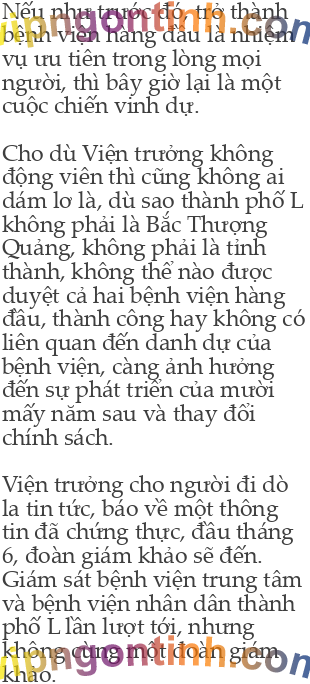 Nếu như trước đó, trở thành
bệnh viện hàng đầu là nhiệm
vụ ưu tiên trong lòng mọi
người, thì bây giờ lại là một
cuộc chiến vinh dự.
Cho dù Viện trưởng không
động viên thì cũng không ai
dám lơ là, dù sao thành phố L
không phải là Bắc Thượng
Quảng, không phải là tỉnh
thành, không thể nào được
duyệt cả hai bệnh viện hàng
đầu, thành công hay không có
liên quan đến danh dự của
bệnh viện, càng ảnh hưởng
đến sự phát triển của mười
mấy năm sau và thay đổi
chính sách.
Viện trưởng cho người đi dò
la tin tức, báo về một thông
tin đã chứng thực, đầu tháng
6, đoàn giám khảo sẽ đến.
Giám sát bệnh viện trung tâm
và bệnh viện nhân dân thành
phố L lần lượt tới, nhưng
không cùng một đoàn giám
khảo.